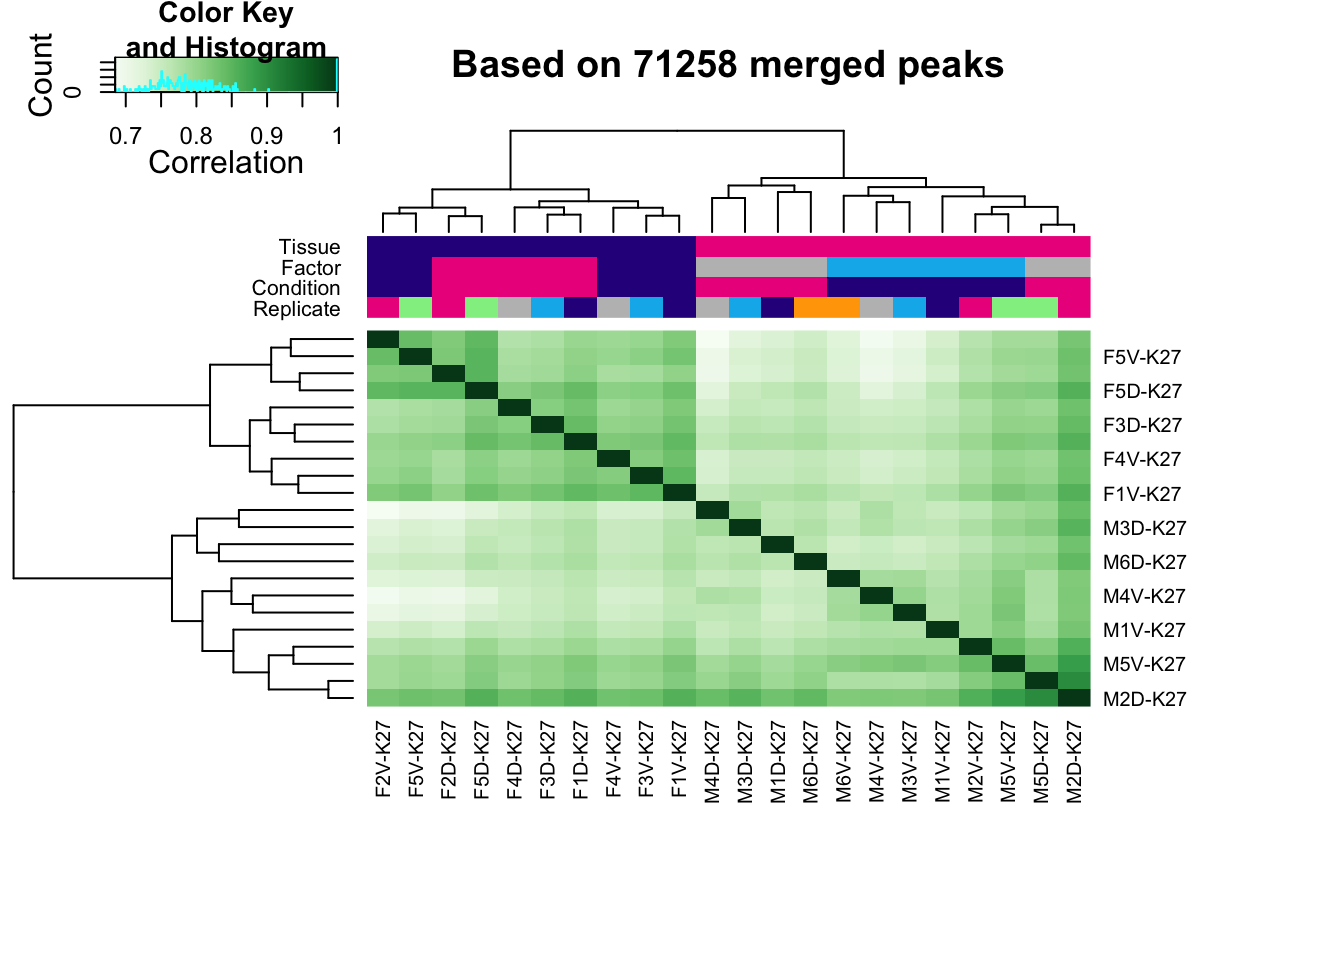 Color Key
and Histogram
Count
0
0.7 0.8 0.9 1
Correlation
Based on 71258 merged peaks
Tissue
Factor
Condition
Replicate
F5V-K27
F5D-K27
F3D-K27
F4V-K27
F1V-K27
M3D-K27
M6D-K27
M4V-K27
M1V-K27
M5V-K27
M2D-K27
F2V-K27
F5V-K27
F2D-K27
F5D-K27
F4D-K27
F3D-K27
F1D-K27
F4V-K27
F3V-K27
F1V-K27
M4D-K27
M3D-K27
M1D-K27
M6D-K27
M6V-K27
M4V-K27
M3V-K27
M1V-K27
M2V-K27
M5V-K27
M5D-K27
M2D-K27